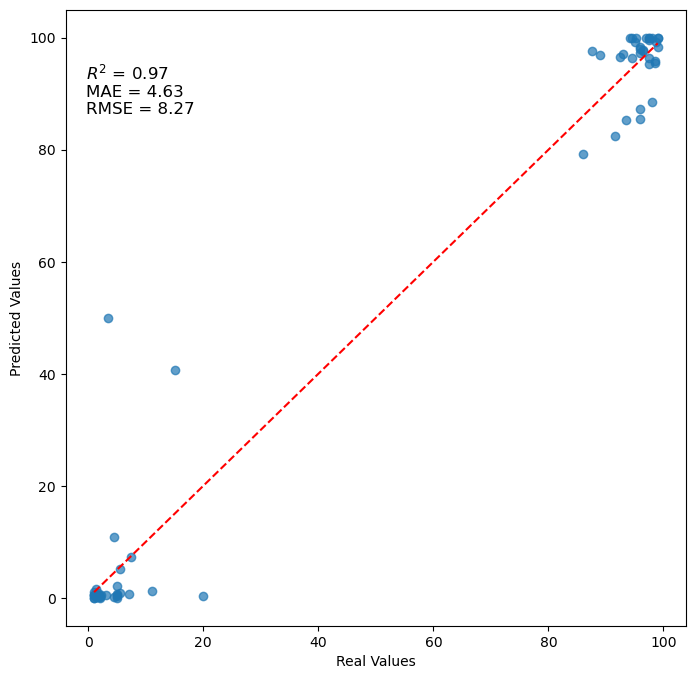 R² = 0.97
MAE = 4.63
RMSE = 8.27
100
80
60
40
20
0
Predicted Values
0 20 40 60 80 100
Real Values